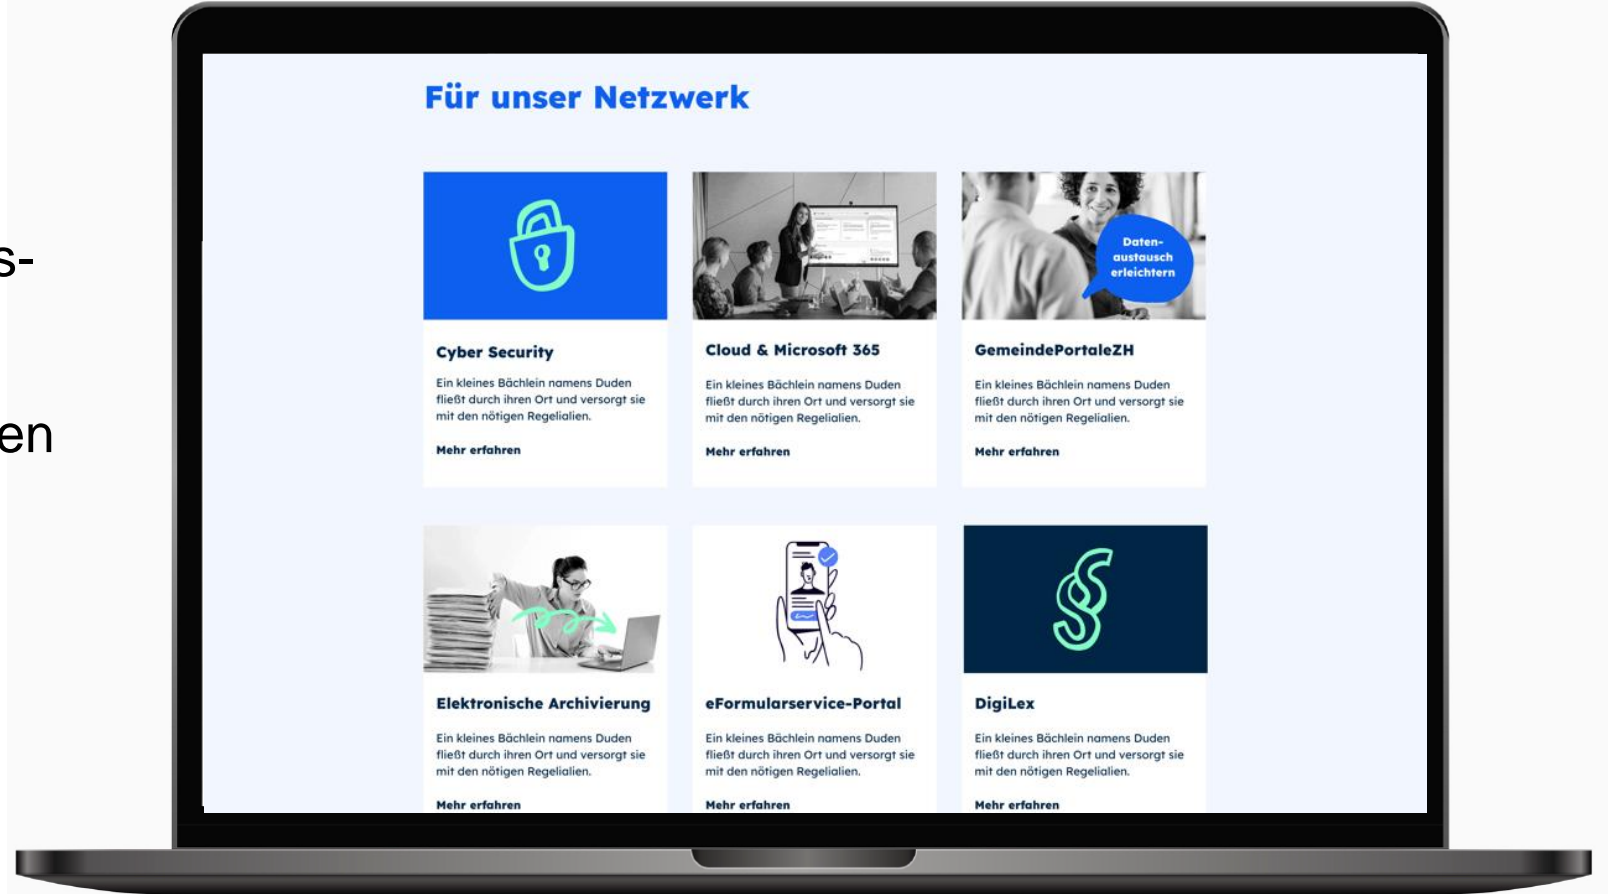 s-
en
Für unser Netzwerk
Daten-
austausch
erleichtern
Cyber Security
Ein kleines Bächlein namens Duden
fließt durch ihren Ort und versorgt sie
mit den nötigen Regelialien.
Mehr erfahren
Cloud & Microsoft 365
Ein kleines Bächlein namens Duden
fließt durch ihren Ort und versorgt sie
mit den nötigen Regelialien.
Mehr erfahren
GemeindePortaleZH
Ein kleines Bächlein namens Duden
fließt durch ihren Ort und versorgt sie
mit den nötigen Regelialien.
Mehr erfahren
Elektronische Archivierung
Ein kleines Bächlein namens Duden
fließt durch ihren Ort und versorgt sie
mit den nötigen Regelialien.
Mehr erfahren
eFormularservice-Portal
Ein kleines Bächlein namens Duden
fließt durch ihren Ort und versorgt sie
mit den nötigen Regelialien.
Mehr erfahren
§
DigiLex
Ein kleines Bächlein namens Duden
fließt durch ihren Ort und versorgt sie
mit den nötigen Regelialien.
Mehr erfahren